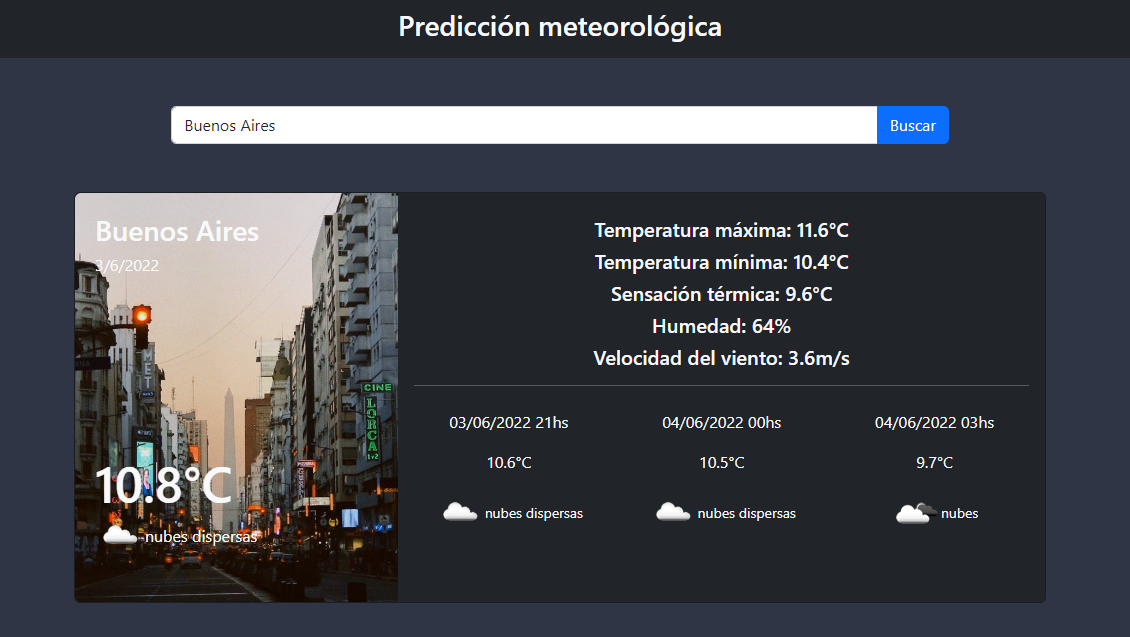 Predicción meteorológica
Buenos Aires
Buscar
Buenos Aires
3/6/2022
MET
CINE
LORCA
1y2
10.8°C
nubes dispersas
Temperatura máxima: 11.6°C
Temperatura mínima: 10.4°C
Sensación térmica: 9.6°C
Humedad: 64%
Velocidad del viento: 3.6m/s
03/06/2022 21hs
04/06/2022 00hs
04/06/2022 03hs
10.6°C
10.5°C
9.7°C
nubes dispersas
nubes dispersas
nubes